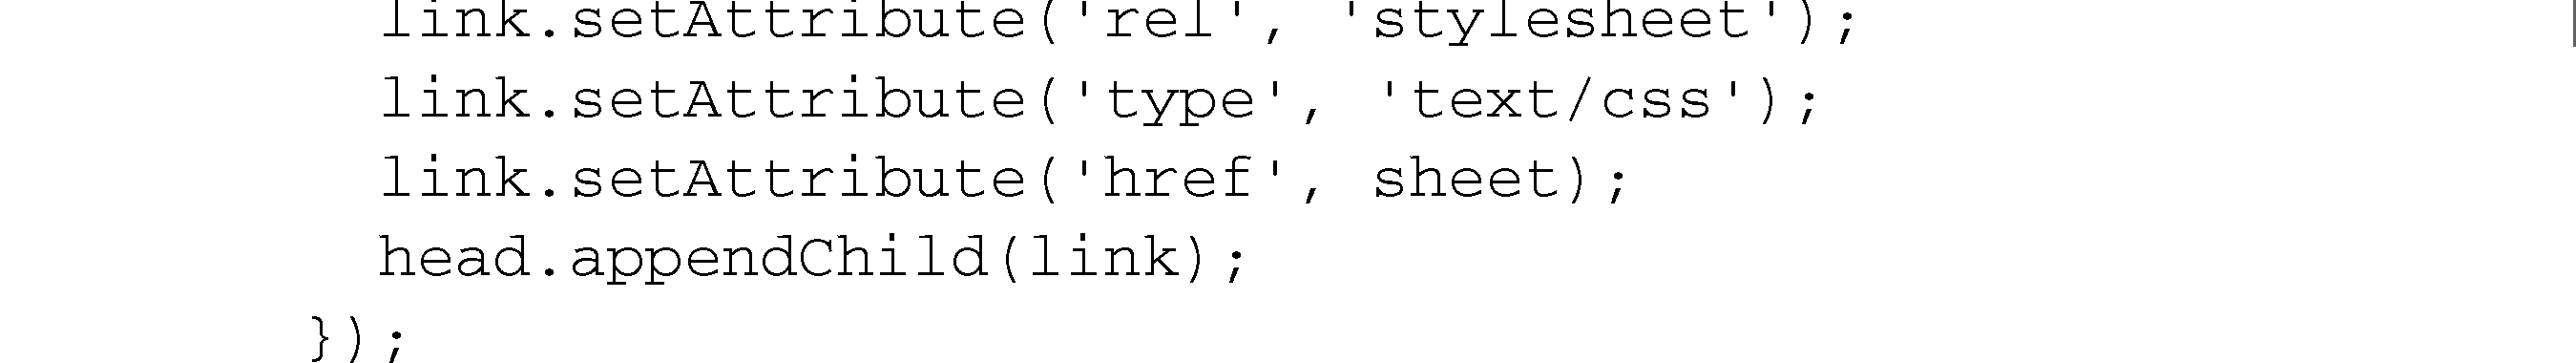 link.setAttribute('rel', 'stylesheet');
link.setAttribute('type', 'text/css');
link.setAttribute('href', sheet);
head.appendChild(link);
});